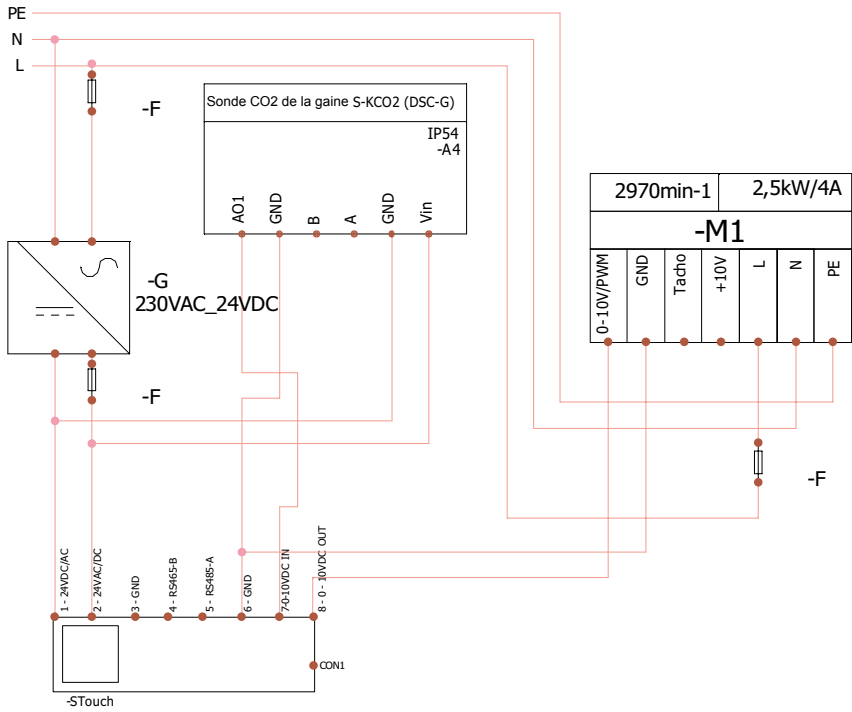 PE
N
L
-F
Sonde CO2 de la gaine S-KCO2 (DSC-G)
IP54
-A4
AO1
GND
B
A
GND
Vin
2970min-1
2,5kW/4A
-M1
0-10V/PWM
GND
Tacho
+10V
L
N
PE
-G
230VAC_24VDC
-F
-F
1 - 24VDC/AC
2 - 24VAC/DC
3 - GND
4 - RS465-B
5 - RS485-A
6 - GND
7-0-10VDC IN
8 - 0 - 10VDC OUT
CON1
-STouch